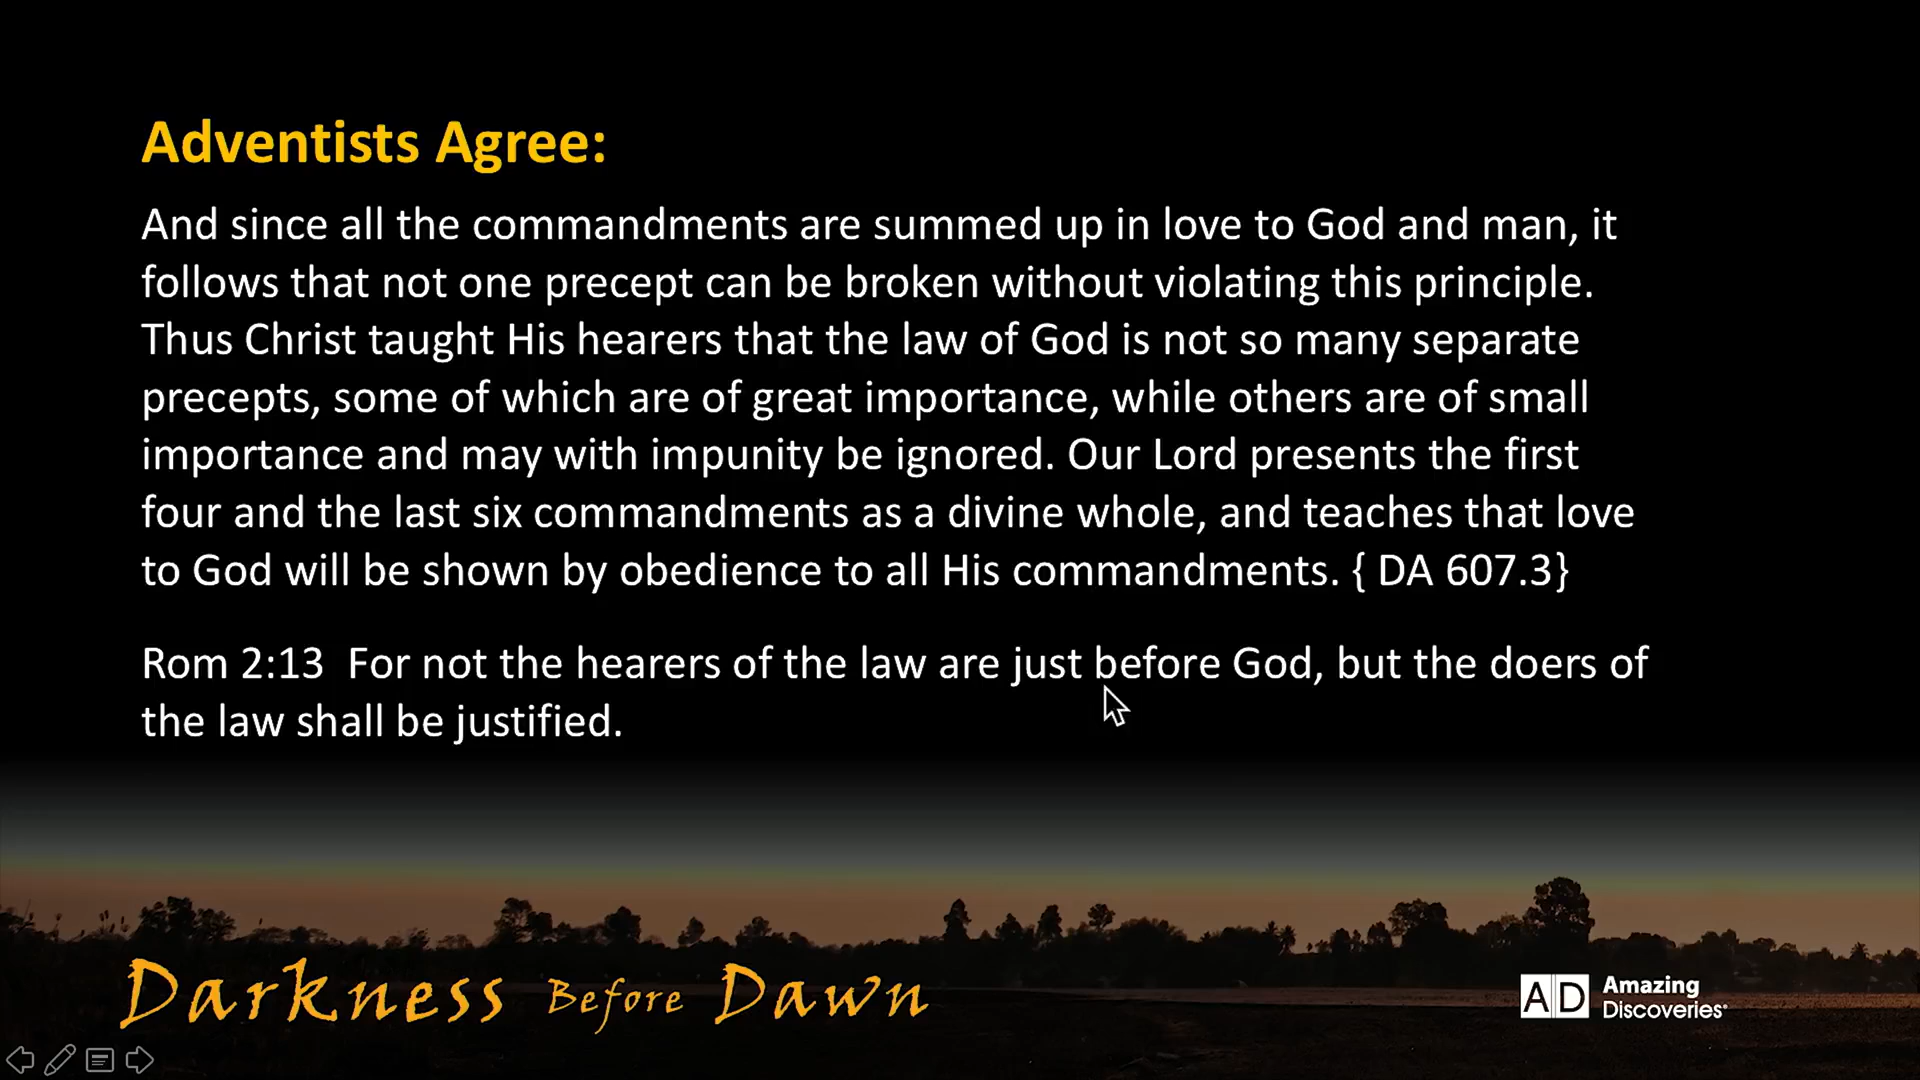 Adventists Agree:
And since all the commandments are summed up in love to God and man, it
follows that not one precept can be broken without violating this principle.
Thus Christ taught His hearers that the law of God is not so many separate
precepts, some of which are of great importance, while others are of small
importance and may with impunity be ignored. Our Lord presents the first
four and the last six commandments as a divine whole, and teaches that love
to God will be shown by obedience to all His commandments. { DA 607.3}
Rom 2:13  For not the hearers of the law are just before God, but the doers of
the law shall be justified.
Darkness Before Dawn
AD Amazing
Discoveries